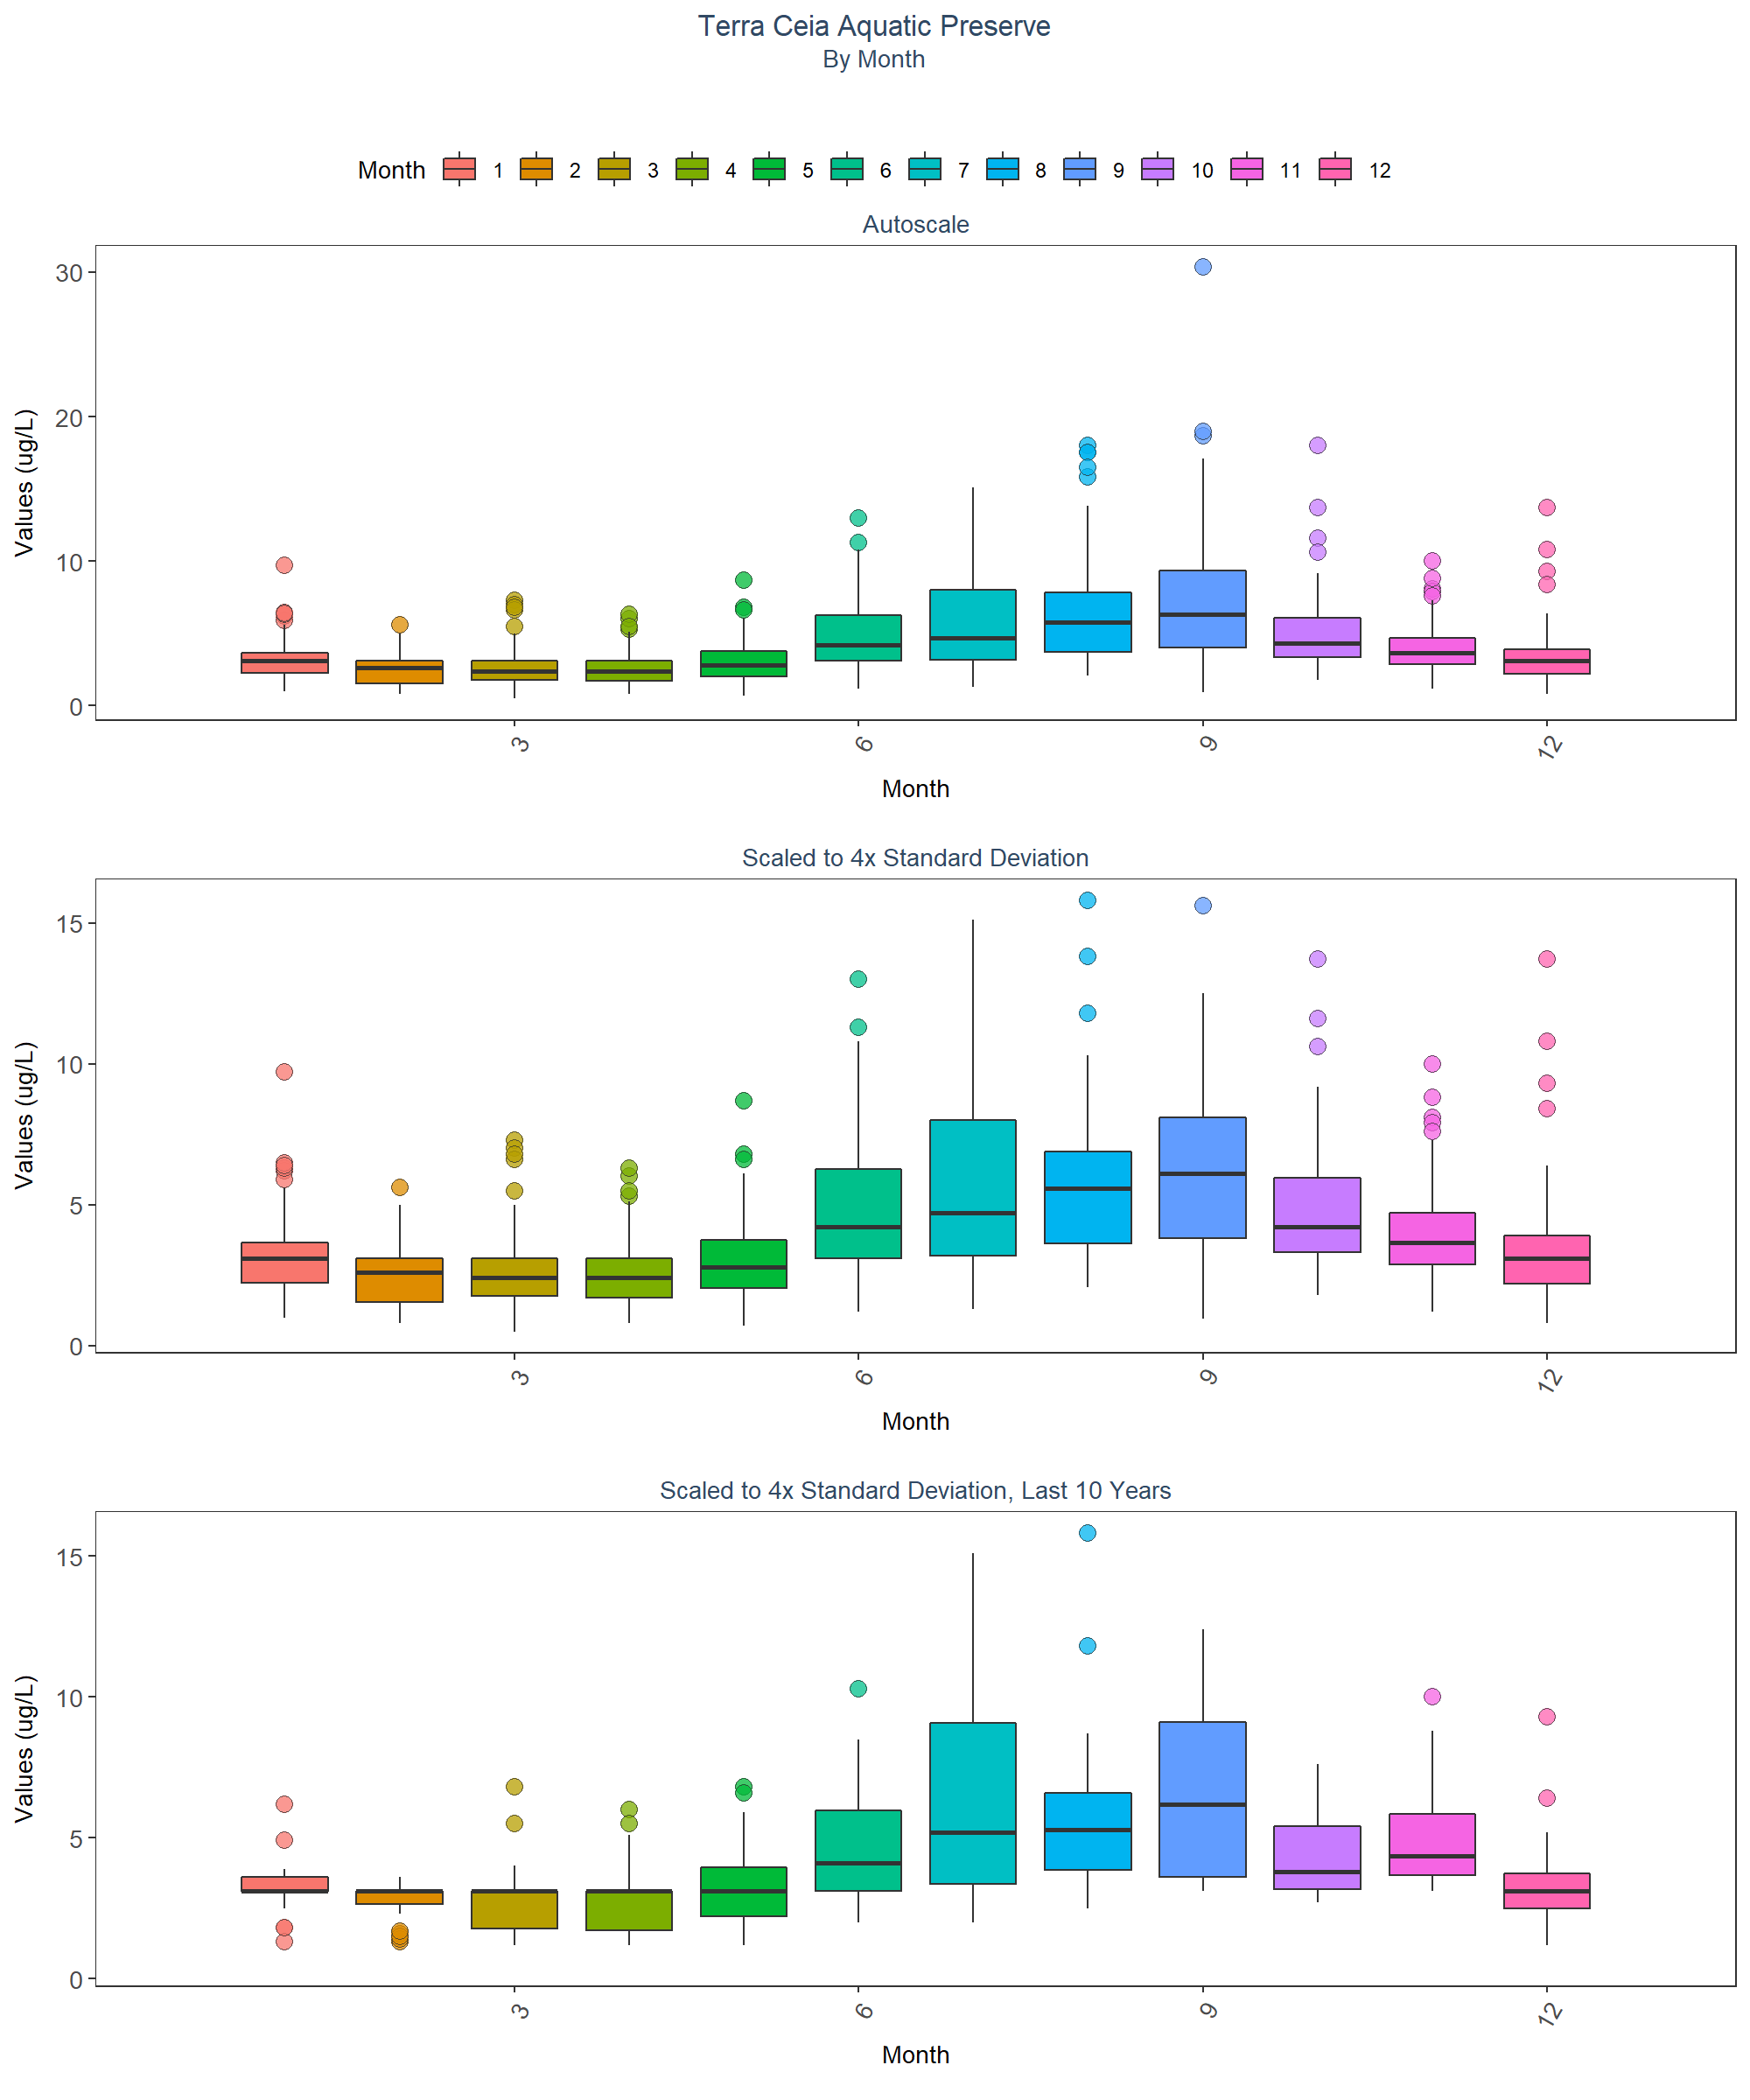 Terra Ceia Aquatic Preserve
By Month
Month 1 2 3 4 5 6 7 8 9 10 11 12
Autoscale
Values (ug/L)
30
20
10
0
3 6 9 12
Month
Scaled to 4x Standard Deviation
Values (ug/L)
15
10
5
0
3 6 9 12
Month
Scaled to 4x Standard Deviation, Last 10 Years
Values (ug/L)
15
10
5
0
3 6 9 12
Month